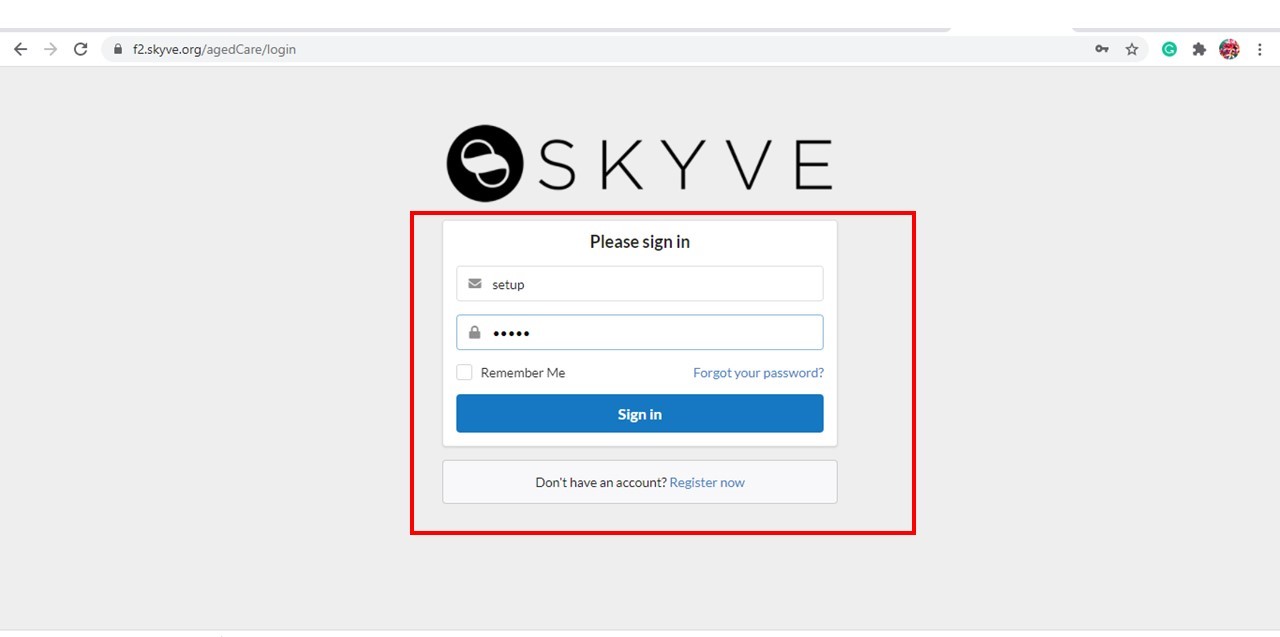 f2.skyve.org/agedCare/login
SKYVE
Please sign in
setup
•••••
Remember Me Forgot your password?
Sign in
Don't have an account? Register now